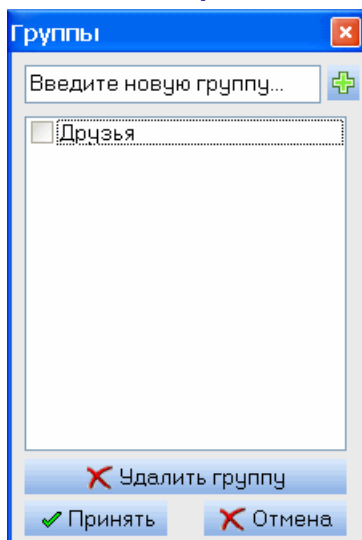 Группы
Введите новую группу...
Друзья
Удалить группу
Принять Отмена